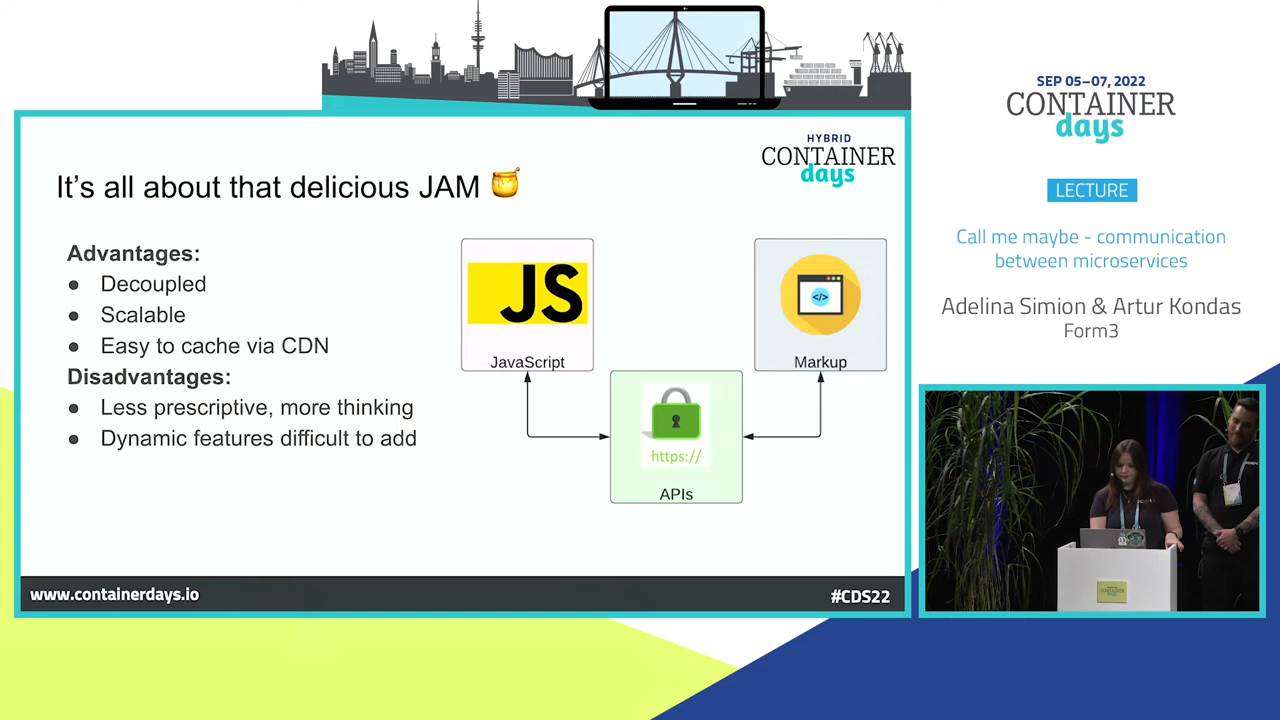 SEP 05–07, 2022
CONTAINER
days
LECTURE
Call me maybe - communication
between microservices
Adelina Simion & Artur Kondas
Form3
HYBRID
CONTAINER
days
It's all about that delicious JAM
Advantages:
● Decoupled
● Scalable
● Easy to cache via CDN
Disadvantages:
● Less prescriptive, more thinking
● Dynamic features difficult to add
JS
JavaScript
</>
Markup
https://
APIs
www.containerdays.io
#CDS22